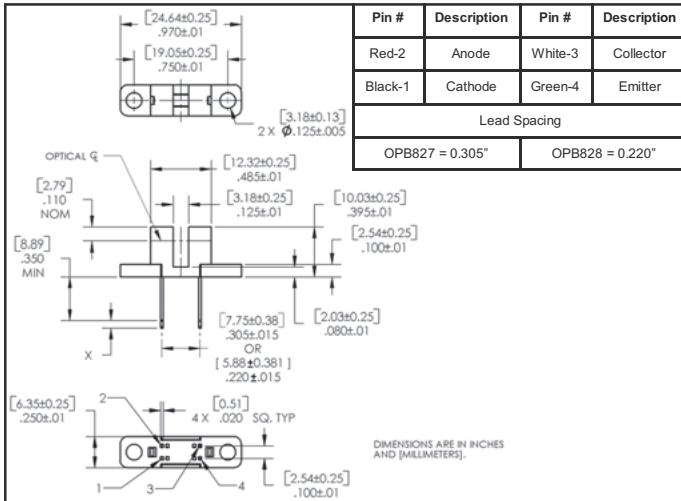 [24.64±0.25]
.970±.01
[19.05±0.25]
.750±.01
[3.18±0.13]
2 X Ø.125±.005
Pin # Description Pin # Description
Red-2 Anode White-3 Collector
Black-1 Cathode Green-4 Emitter
Lead Spacing
OPB827 = 0.305" OPB828 = 0.220"
OPTICAL ℄
[12.32±0.25]
.485±.01
[2.79]
.110
NOM
[3.18±0.25]
.125±.01
[10.03±0.25]
.395±.01
[8.89]
.350
MIN
[2.54±0.25]
.100±.01
[7.75±0.38]
.305±.015
OR
[5.88±0.381]
.220±.015
[2.03±0.25]
.080±.01
X
[6.35±0.25]
.250±.01
2
[0.51]
4 X .020 SQ. TYP
1
3
4
[2.54±0.25]
.100±.01
DIMENSIONS ARE IN INCHES
AND [MILLIMETERS].